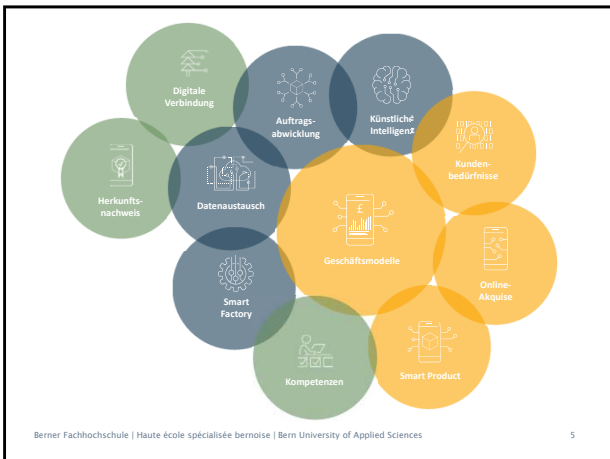 Digitale
Verbindung
Auftrags-
abwicklung
Künstliche
Intelligenz
Kunden-
bedürfnisse
Herkunfts-
nachweis
Datenaustausch
£
Geschäftsmodelle
Online-
Akquise
Smart
Factory
Kompetenzen
Smart Product
Berner Fachhochschule | Haute école spécialisée bernoise | Bern University of Applied Sciences
5